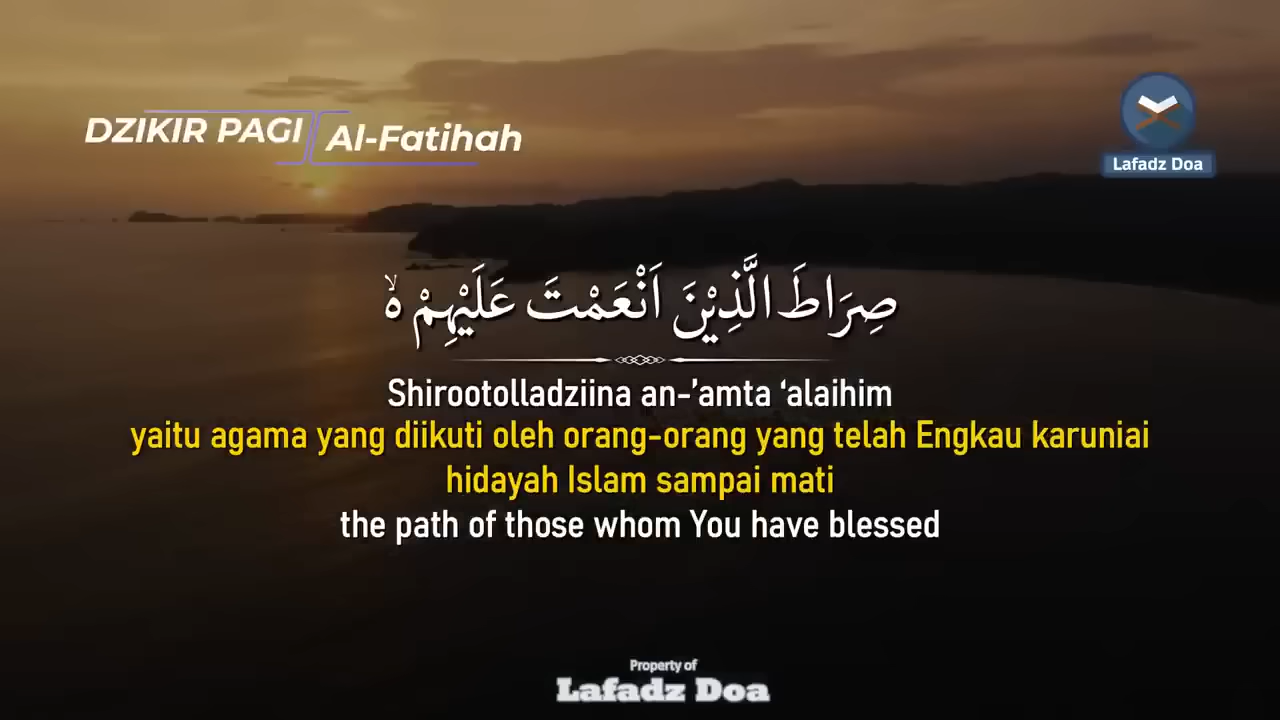 DZIKIR PAGI
Al-Fatihah
Lafadz Doa
صِرَاطَ الَّذِيْنَ اَنْعَمْتَ عَلَيْهِمْ ەۙ
Shirootolladziina an-’amta ‘alaihim
yaitu agama yang diikuti oleh orang-orang yang telah Engkau karuniai
hidayah Islam sampai mati
the path of those whom You have blessed
Property of
Lafadz Doa